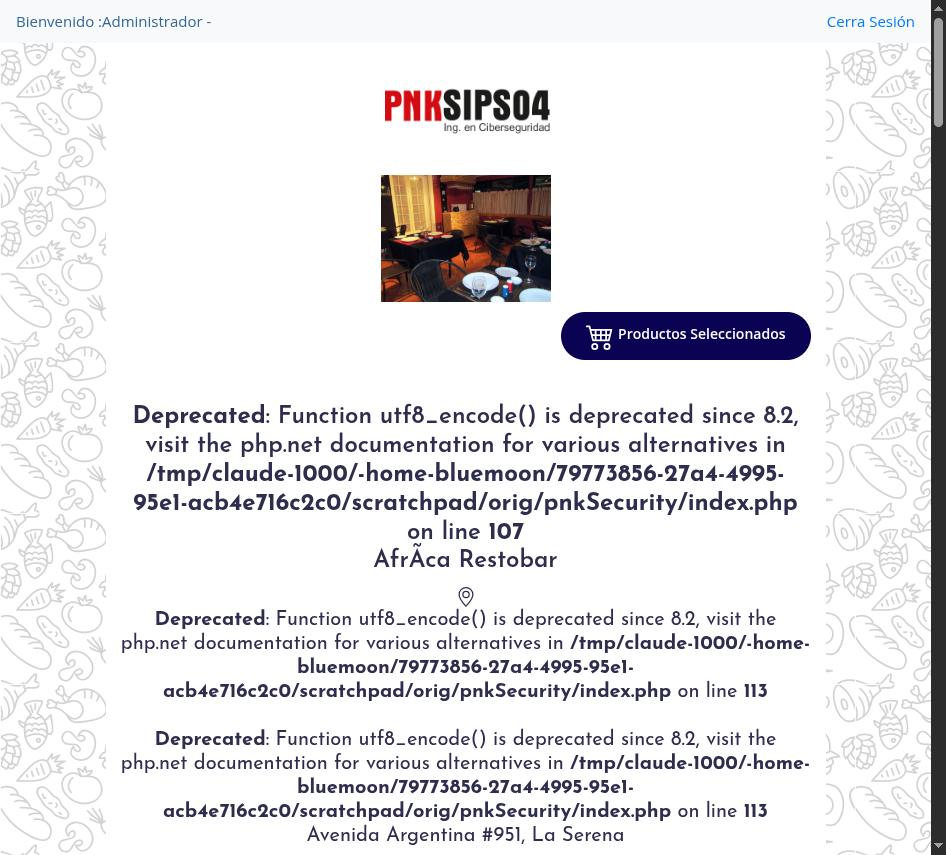 Bienvenido :Administrador -
Cerra Sesión
PNKSIPS04
Ing. en Ciberseguridad
Productos Seleccionados
Deprecated: Function utf8_encode() is deprecated since 8.2,
visit the php.net documentation for various alternatives in
/tmp/claude-1000/-home-bluemoon/79773856-27a4-4995-
95e1-acb4e716c2c0/scratchpad/orig/pnkSecurity/index.php
on line 107
AfrÃca Restobar
Deprecated: Function utf8_encode() is deprecated since 8.2, visit the
php.net documentation for various alternatives in /tmp/claude-1000/-home-
bluemoon/79773856-27a4-4995-95e1-
acb4e716c2c0/scratchpad/orig/pnkSecurity/index.php on line 113
Deprecated: Function utf8_encode() is deprecated since 8.2, visit the
php.net documentation for various alternatives in /tmp/claude-1000/-home-
bluemoon/79773856-27a4-4995-95e1-
acb4e716c2c0/scratchpad/orig/pnkSecurity/index.php on line 113
Avenida Argentina #951, La Serena